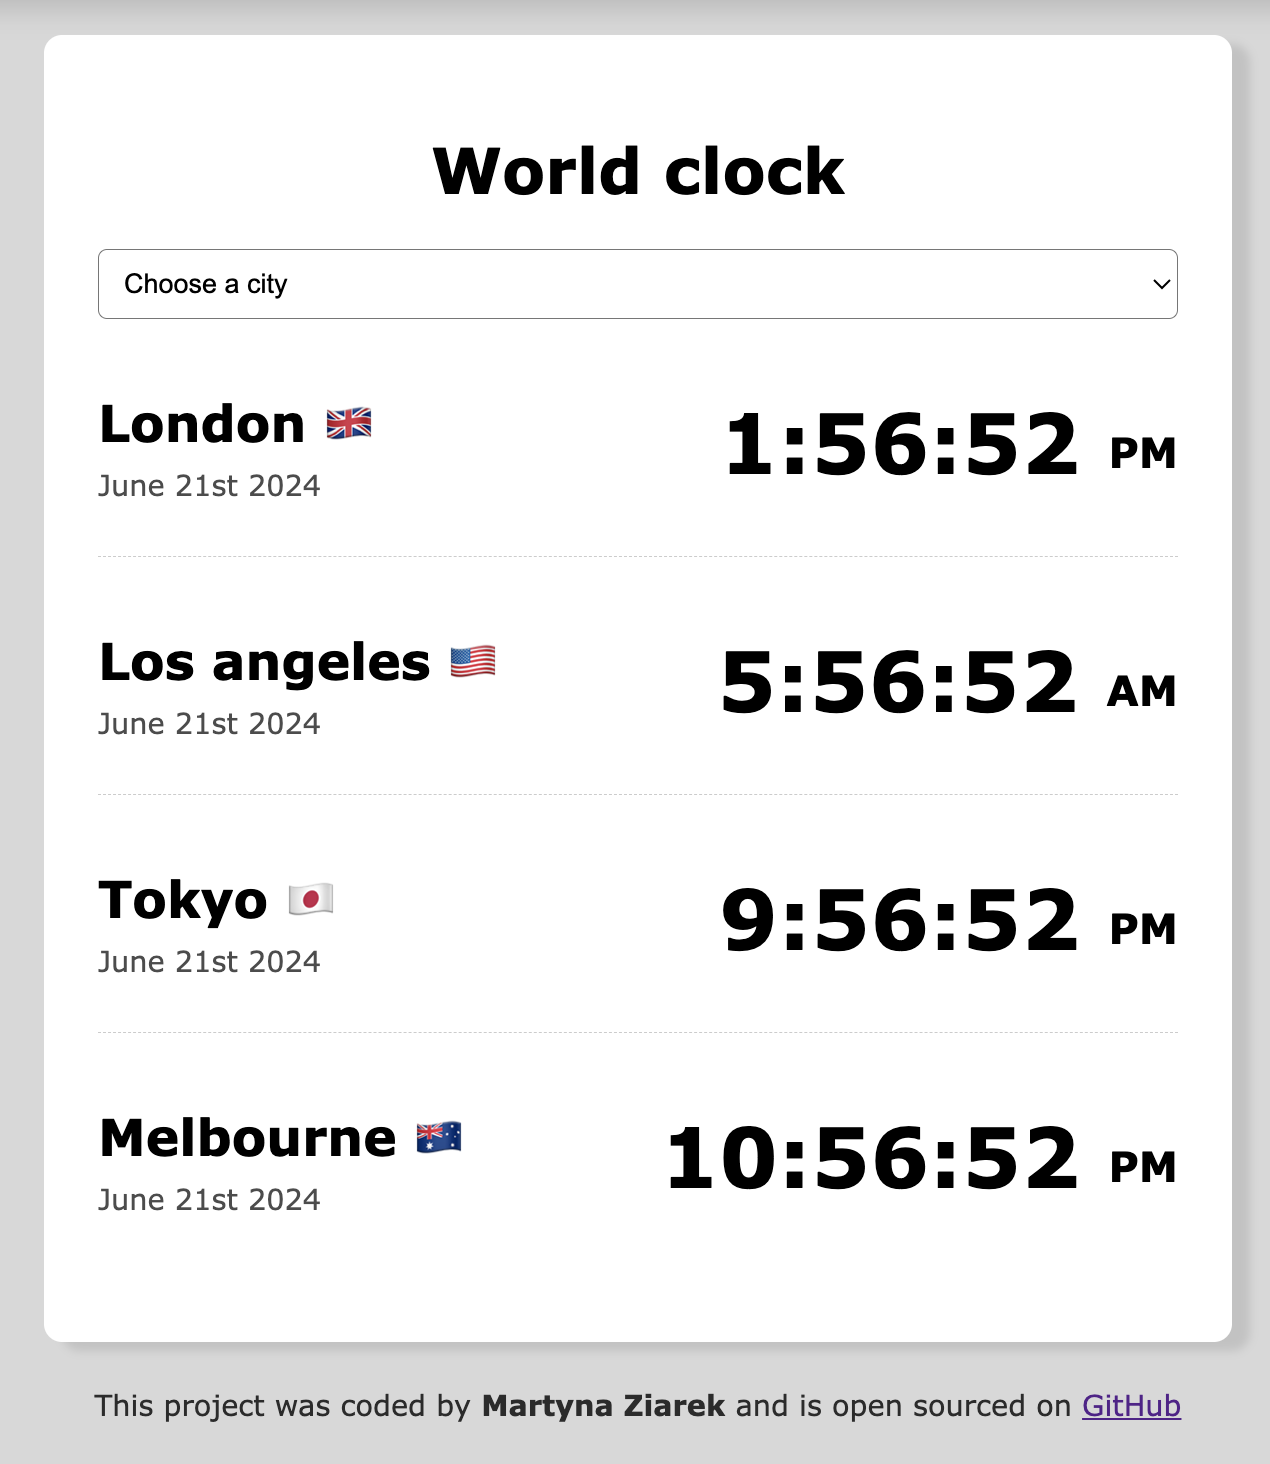 World clock
Choose a city
London 🇬🇧
1:56:52 PM
June 21st 2024
Los angeles 🇺🇸
5:56:52 AM
June 21st 2024
Tokyo 🇯🇵
9:56:52 PM
June 21st 2024
Melbourne 🇦🇺
10:56:52 PM
June 21st 2024
This project was coded by Martyna Ziarek and is open sourced on GitHub